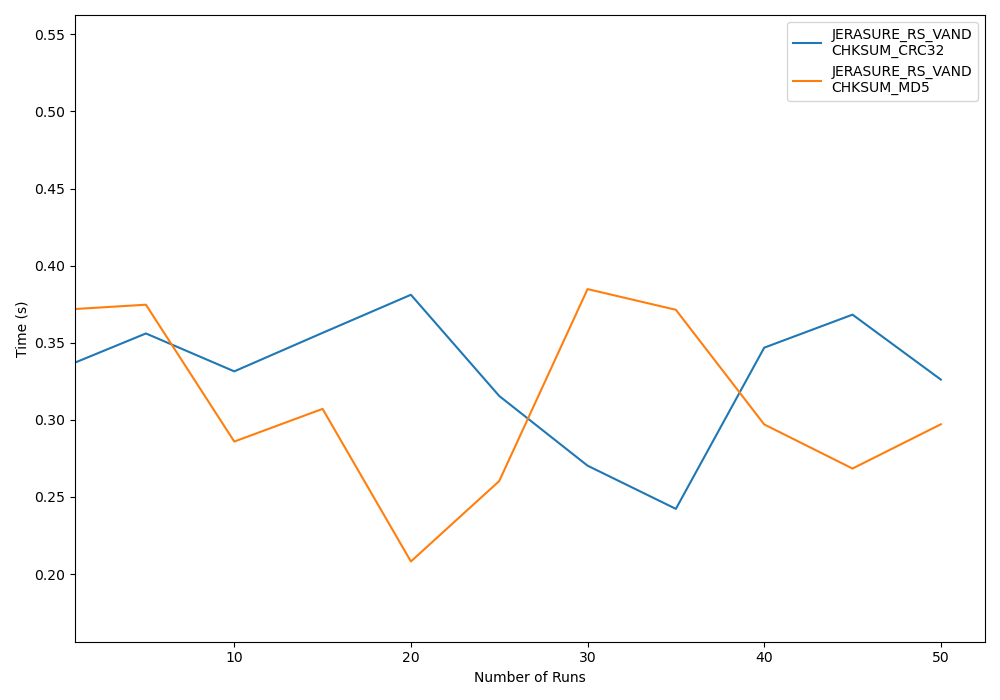 JERASURE_RS_VAND
CHKSUM_CRC32
JERASURE_RS_VAND
CHKSUM_MD5
0.55
0.50
0.45
0.40
0.35
0.30
0.25
0.20
Time (s)
10 20 30 40 50
Number of Runs